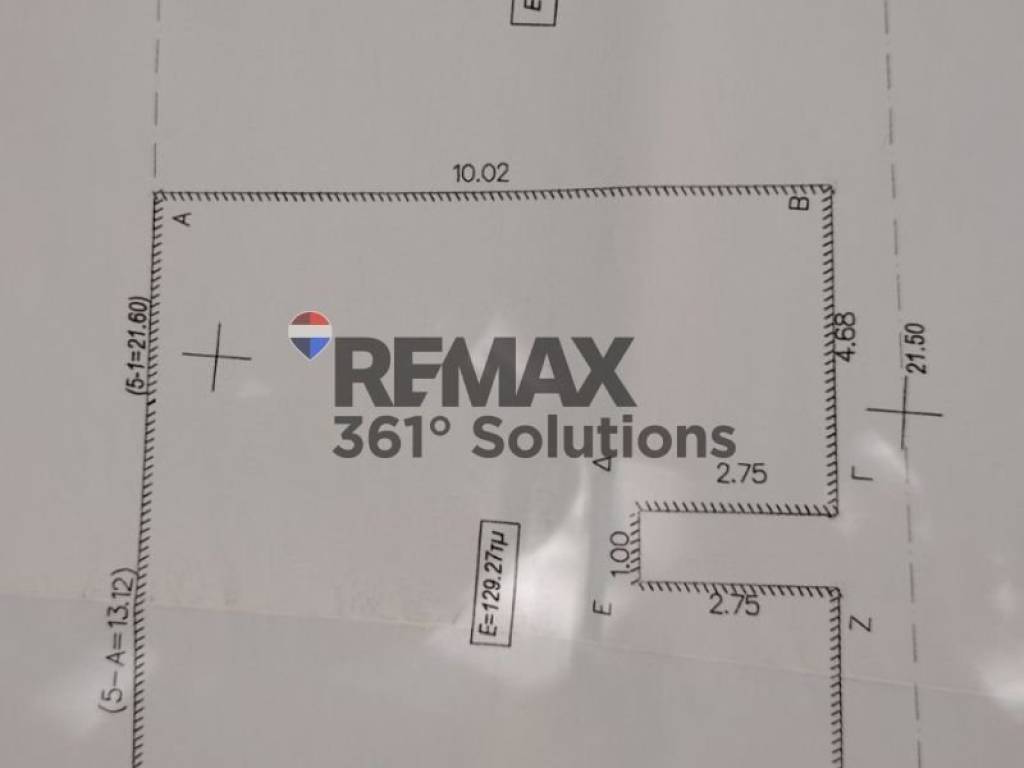 E
10.02
A
B
(5-1=21.60)
4.68
21.50
REMAX
361° Solutions
Δ
2.75
Γ
1.00
E=129.27τμ
(5-A=13.12)
E
2.75
Z